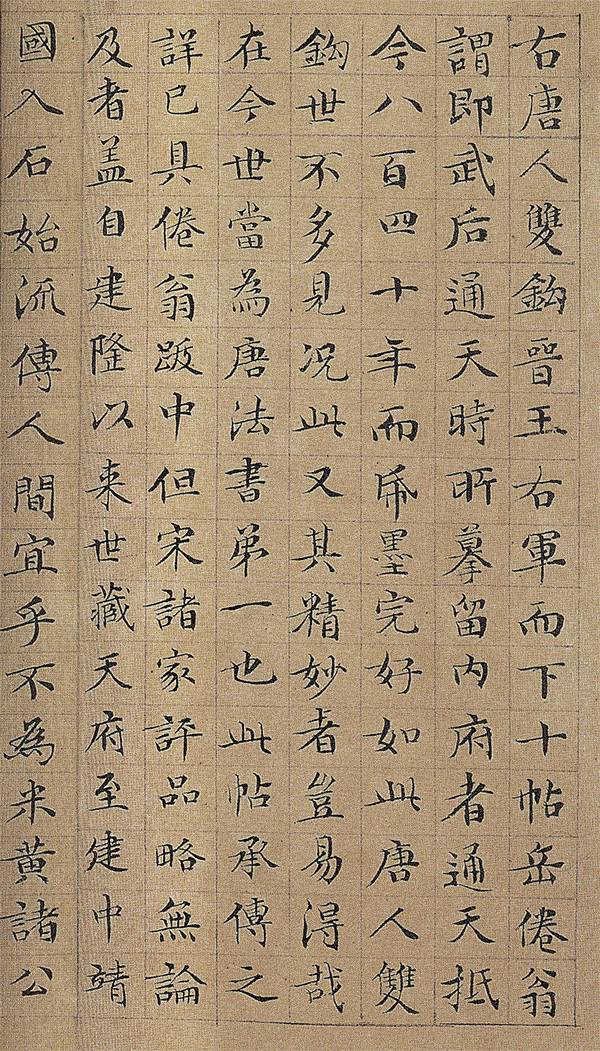 右唐人雙鈎晉王右軍而下十帖岳倦翁
謂即武后通天時所摹留内府者通天抵
今八百四十年而帋墨完好如此唐人雙
鈎世不多見况此又其精妙者豈易得哉
在今世當為唐法書第一也此帖承傳之
詳已具倦翁跋中但宋諸家評品略無論
及者盖自建隆以来世藏天府至建中靖
國入石始流傳人間宜乎不為米黄諸公